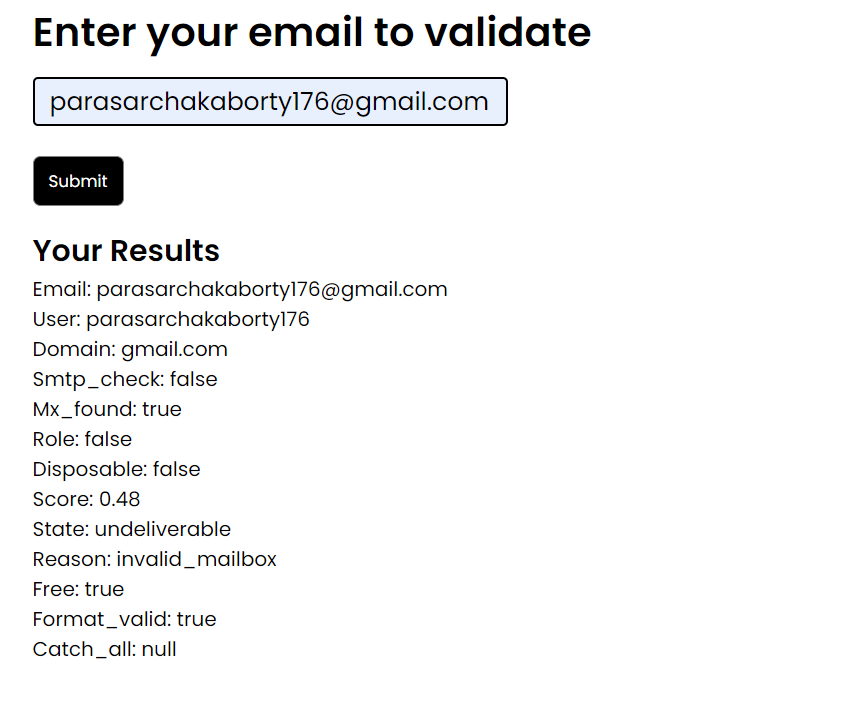 Enter your email to validate
parasarchakaborty176@gmail.com
Submit
Your Results
Email: parasarchakaborty176@gmail.com
User: parasarchakaborty176
Domain: gmail.com
Smtp_check: false
Mx_found: true
Role: false
Disposable: false
Score: 0.48
State: undeliverable
Reason: invalid_mailbox
Free: true
Format_valid: true
Catch_all: null